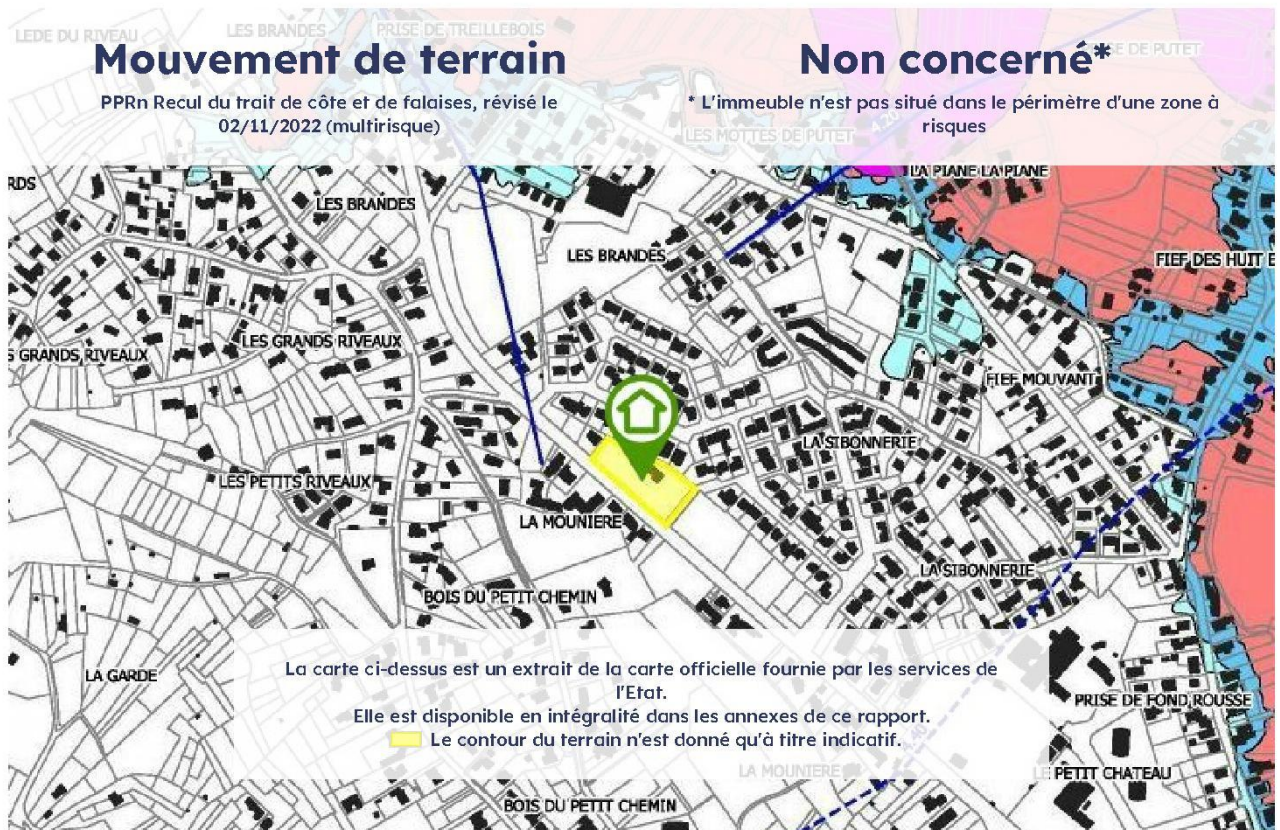 LEDE DU RIVEAU
LES BRANDES
PRISE DE TREILLEBOIS
Mouvement de terrain
PPRn Recul du trait de côte et de falaises, révisé le
02/11/2022 (multirisque)
Non concerné*
SE DE PUTET
* L'immeuble n'est pas situé dans le périmètre d'une zone à
risques
LES MOTTES DE PUTET
4.20
LA PIANE LA PIANE
RDS
LES BRANDES
LES BRANDES
FIEF DES HUIT E
S GRANDS RIVEAUX
LES GRANDS RIVEAUX
FIEF MOUVANT
LA SIBONNERIE
LES PETITS RIVEAUX
LA MOUNIERE
LA SIBONNERIE
BOIS DU PETIT CHEMIN
LA GARDE
La carte ci-dessus est un extrait de la carte officielle fournie par les services de
l'Etat.
Elle est disponible en intégralité dans les annexes de ce rapport.
Le contour du terrain n'est donné qu'à titre indicatif.
PRISE DE FOND ROUSSE
LA MOUNIERE
LE PETIT CHATEAU
BOIS DU PETIT CHEMIN